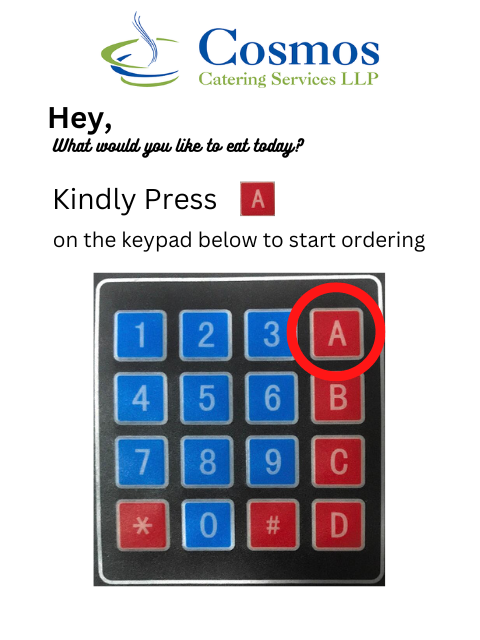 Cosmos
Catering Services LLP
Hey,
What would you like to eat today?
Kindly Press A
on the keypad below to start ordering
1 2 3 A
4 5 6 B
7 8 9 C
* 0 # D